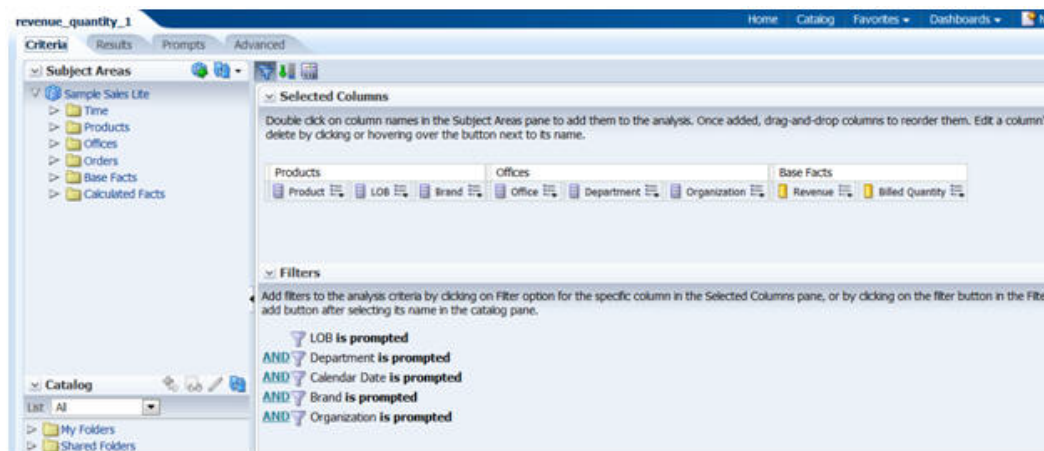 revenue_quantity_1
Home Catalog Favorites Dashboards
Criteria Results Prompts Advanced
Subject Areas
Sample Sales Lite
Time
Products
Offices
Orders
Base Facts
Calculated Facts
Catalog
List All
My Folders
Shared Folders
Selected Columns
Double click on column names in the Subject Areas pane to add them to the analysis. Once added, drag-and-drop columns to reorder them. Edit a column'
delete by clicking or hovering over the button next to its name.
Products Offices Base Facts
Product LOB Brand Office Department Organization Revenue Billed Quantity
Filters
Add filters to the analysis criteria by clicking on Filter option for the specific column in the Selected Columns pane, or by clicking on the filter button in the
add button after selecting its name in the catalog pane.
LOB is prompted
AND Department is prompted
AND Calendar Date is prompted
AND Brand is prompted
AND Organization is prompted